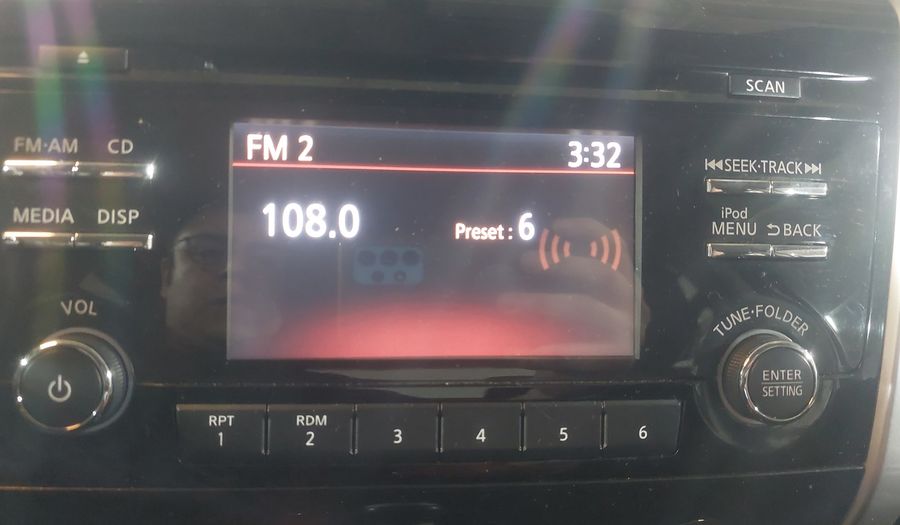 SCAN
FM·AM CD
MEDIA DISP
VOL
FM 2 3:32
108.0 Preset : 6
SEEK·TRACK
iPod
MENU BACK
TUNE·FOLDER
ENTER
SETTING
RPT
1
RDM
2
3
4
5
6